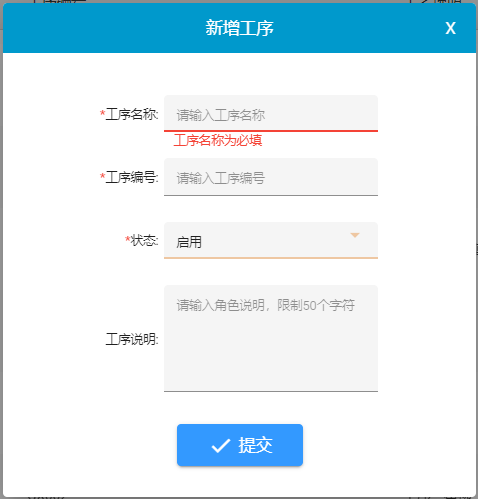 新增工序 X
*工序名称: 请输入工序名称
工序名称为必填
*工序编号: 请输入工序编号
*状态: 启用
工序说明: 请输入角色说明，限制50个字符
提交